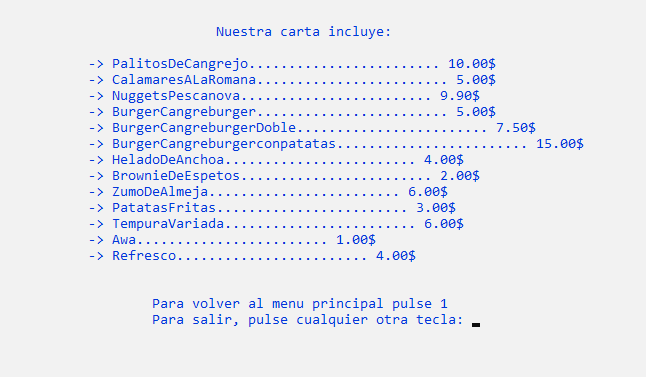 Nuestra carta incluye:
-> PalitosDeCangrejo........................ 10.00$
-> CalamaresALaRomana........................ 5.00$
-> NuggetsPescanova........................ 9.90$
-> BurgerCangreburger........................ 5.00$
-> BurgerCangreburgerDoble........................ 7.50$
-> BurgerCangreburgerconpatatas........................ 15.00$
-> HeladoDeAnchoa........................ 4.00$
-> BrownieDeEspetos........................ 2.00$
-> ZumoDeAlmeja........................ 6.00$
-> PatatasFritas........................ 3.00$
-> TempuraVariada........................ 6.00$
-> Awa........................ 1.00$
-> Refresco........................ 4.00$
Para volver al menu principal pulse 1
Para salir, pulse cualquier otra tecla: